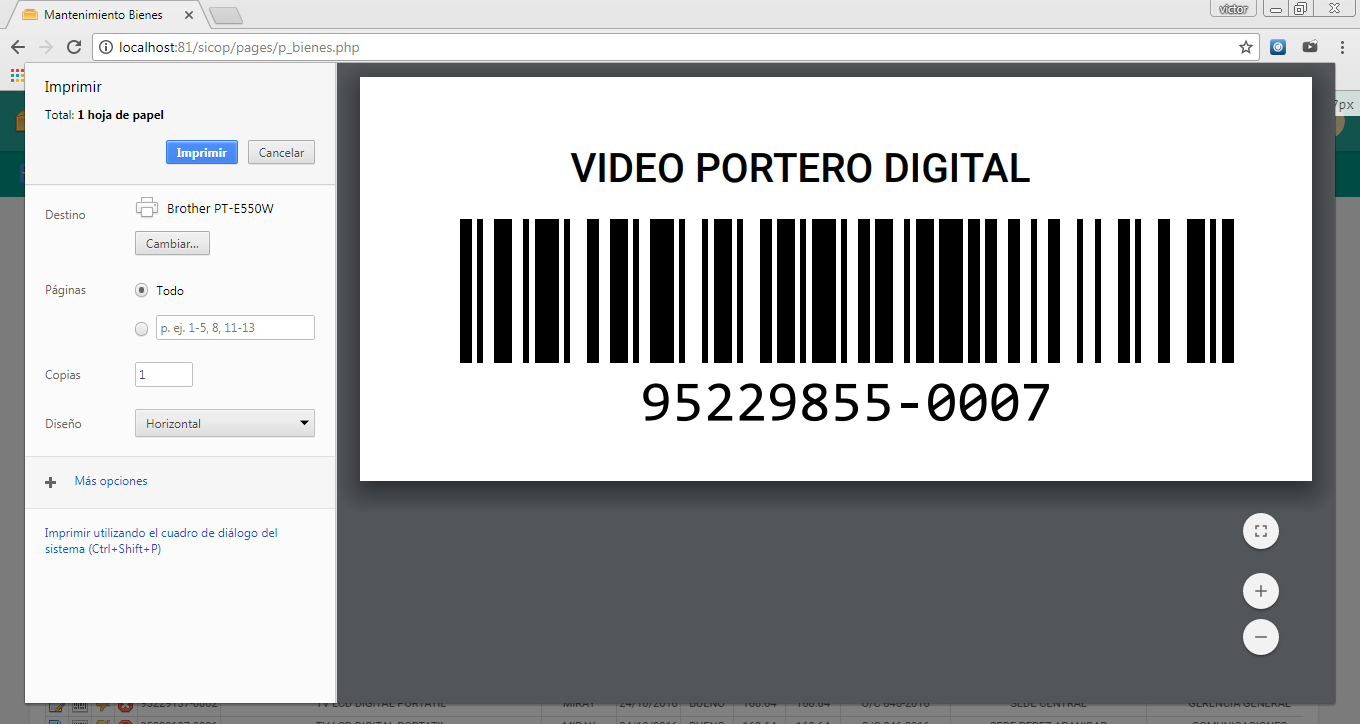 Mantenimiento Bienes
victor
localhost:81/sicop/pages/p_bienes.php
Imprimir
Total: 1 hoja de papel
Imprimir Cancelar
Destino Brother PT-E550W
Cambiar...
Páginas Todo
p. ej. 1-5, 8, 11-13
Copias 1
Diseño Horizontal
Más opciones
Imprimir utilizando el cuadro de diálogo del
sistema (Ctrl+Shift+P)
VIDEO PORTERO DIGITAL
95229855-0007
7px